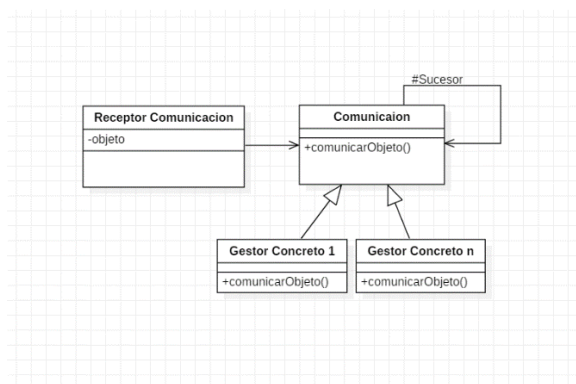 #Sucesor
Receptor Comunicacion
-objeto
Comunicaion
+comunicarObjeto()
Gestor Concreto 1
+comunicarObjeto()
Gestor Concreto n
+comunicarObjeto()